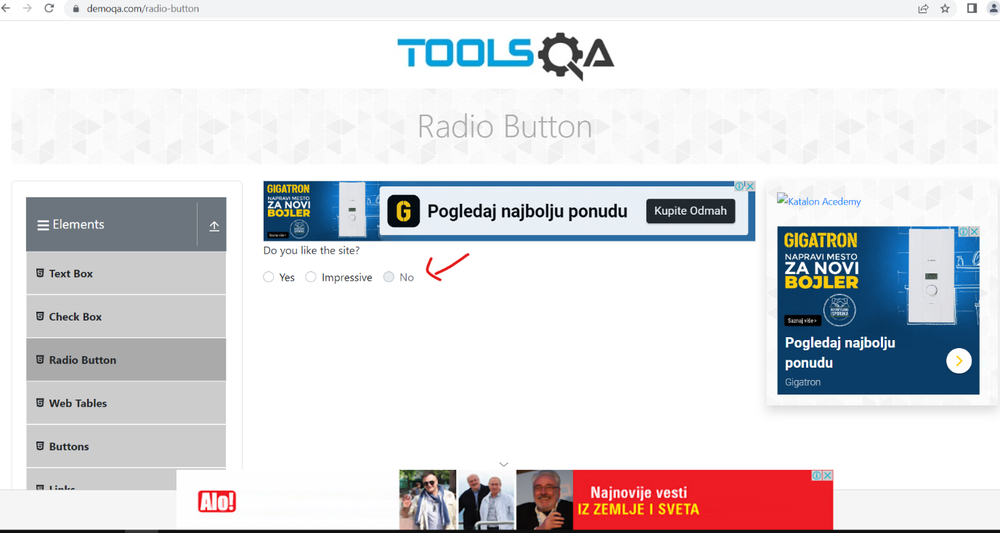 demoqa.com/radio-button
TOOLSQA
Radio Button
Elements
Text Box
Check Box
Radio Button
Web Tables
Buttons
Links
GIGATRON
NAPRAVI MESTO
ZA NOVI
BOJLER
Saznaj više >
G
Pogledaj najbolju ponudu
Kupite Odmah
Do you like the site?
Yes
Impressive
No
Katalon Acedemy
GIGATRON
NAPRAVI MESTO
ZA NOVI
BOJLER
Saznaj više >
Pogledaj najbolju
ponudu
Gigatron
Alo!
Najnovije vesti
IZ ZEMLJE I SVETA